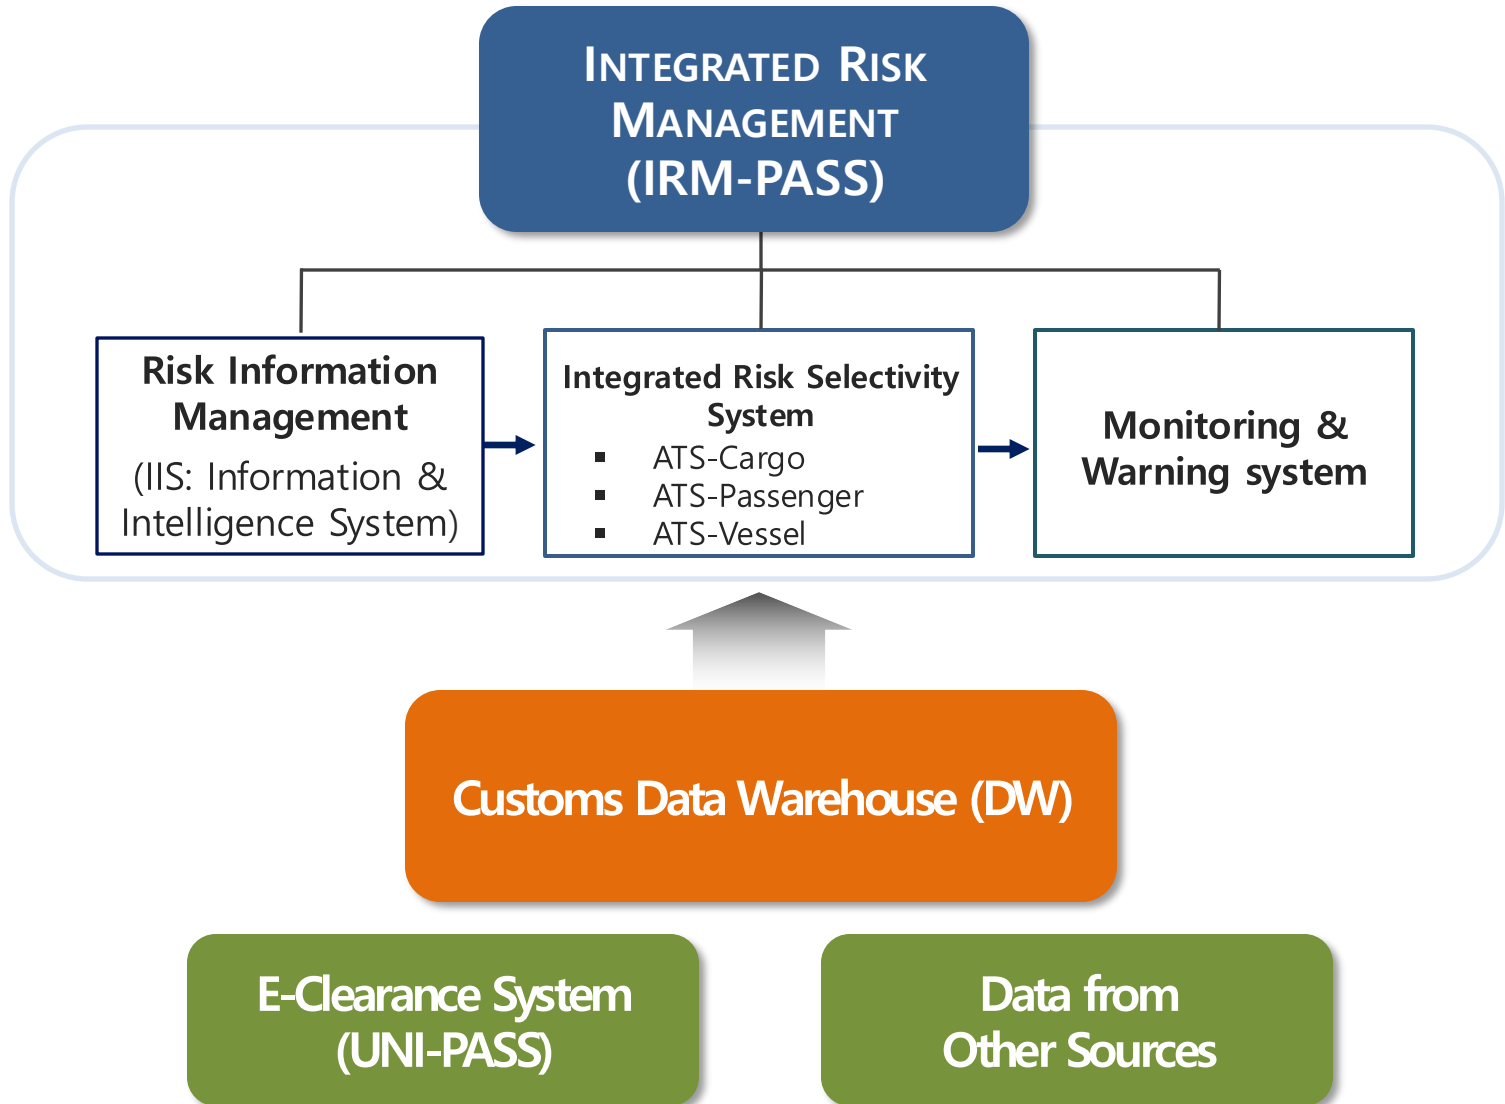 INTEGRATED RISK
MANAGEMENT
(IRM-PASS)
Risk Information
Management
(IIS: Information &
Intelligence System)
Integrated Risk Selectivity
System
▪ ATS-Cargo
▪ ATS-Passenger
▪ ATS-Vessel
Monitoring &
Warning system
Customs Data Warehouse (DW)
E-Clearance System
(UNI-PASS)
Data from
Other Sources